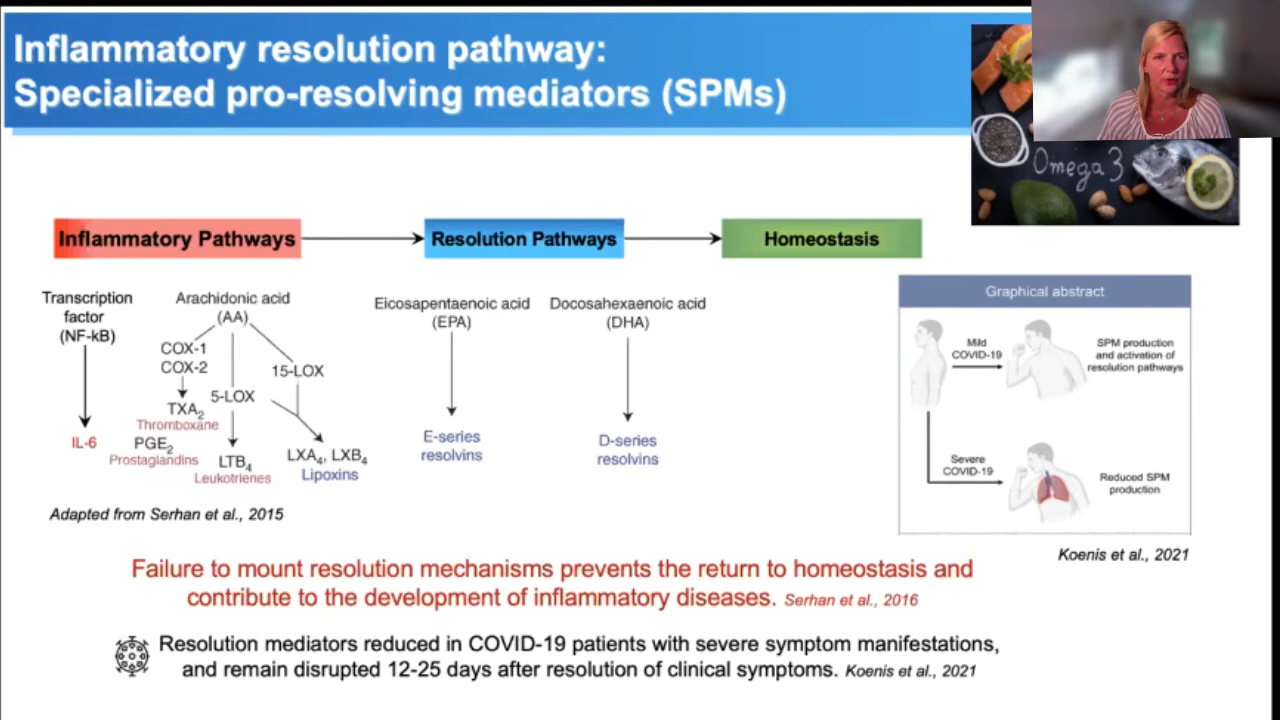 Inflammatory resolution pathway:
Specialized pro-resolving mediators (SPMs)
Omega 3
Inflammatory Pathways
Resolution Pathways
Homeostasis
Transcription
factor
(NF-kB)
IL-6
Arachidonic acid
(AA)
COX-1
COX-2
15-LOX
5-LOX
TXA2
Thromboxane
PGE2
Prostaglandins
LTB4
Leukotrienes
LXA4, LXB4
Lipoxins
Eicosapentaenoic acid
(EPA)
E-series
resolvins
Docosahexaenoic acid
(DHA)
D-series
resolvins
Adapted from Serhan et al., 2015
Graphical abstract
Mild
COVID-19
SPM production
and activation of
resolution pathways
Severe
COVID-19
Reduced SPM
production
Koenis et al., 2021
Failure to mount resolution mechanisms prevents the return to homeostasis and
contribute to the development of inflammatory diseases. Serhan et al., 2016
Resolution mediators reduced in COVID-19 patients with severe symptom manifestations,
and remain disrupted 12-25 days after resolution of clinical symptoms. Koenis et al., 2021